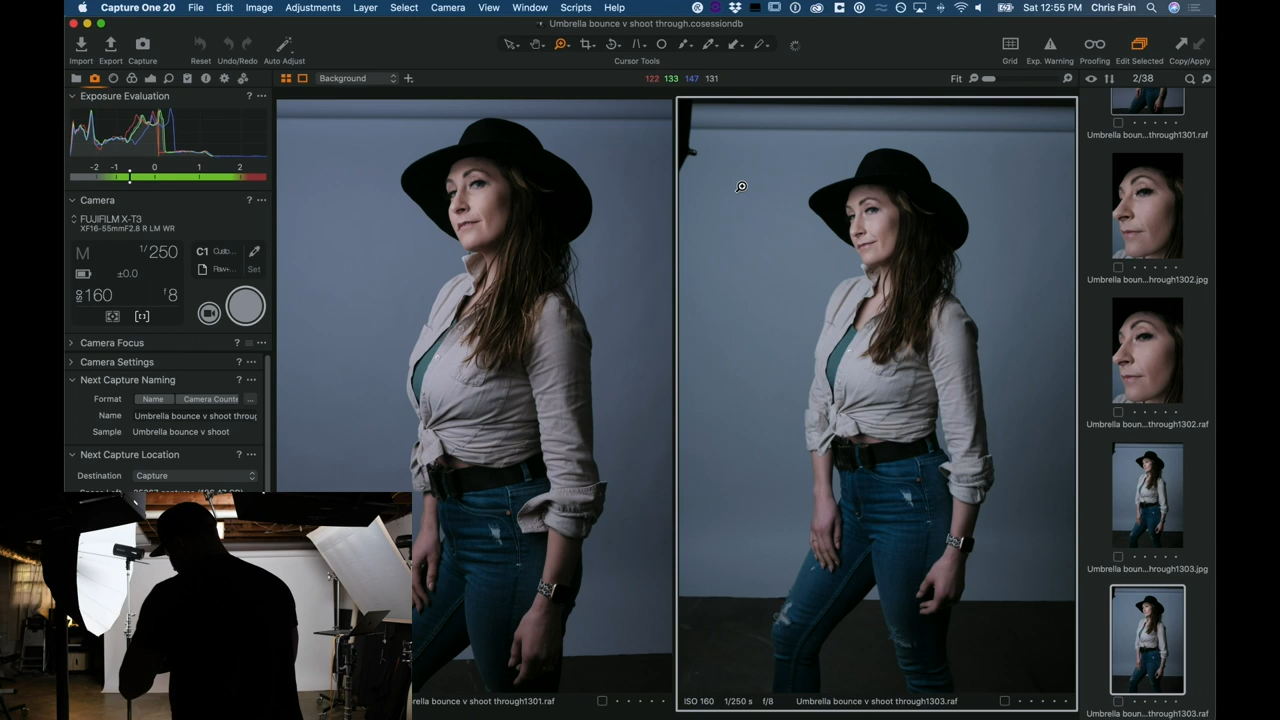 Capture One 20 File Edit Image Adjustments Layer Select Camera View Window Scripts Help Sat 12:55 PM Chris Fain
Umbrella bounce v shoot through.cosessiondb
Import Export Capture Reset Undo/Redo Auto Adjust Cursor Tools Grid Exp. Warning Proofing Edit Selected Copy/Apply
Background 122 133 147 131 Fit 2/38
Exposure Evaluation ? ...
-2 -1 0 1 2
Camera ? ...
FUJIFILM X-T3
XF16-55mmF2.8 R LM WR
M 1/250 C1 Custo...
±0.0 Raw+... Set
ISO 160 f8
Camera Focus ? ...
Camera Settings ? ...
Next Capture Naming ? ...
Format Name Camera Counte ...
Name Umbrella bounce v shoot throug
Sample Umbrella bounce v shoot
Next Capture Location ? ...
Destination Capture
rella bounce v shoot through1301.raf
ISO 160 1/250 s f/8 Umbrella bounce v shoot through1303.raf
Umbrella boun...through1301.raf
Umbrella boun...hrough1302.jpg
Umbrella boun...through1302.raf
Umbrella boun...hrough1303.jpg
Umbrella boun...through1303.raf